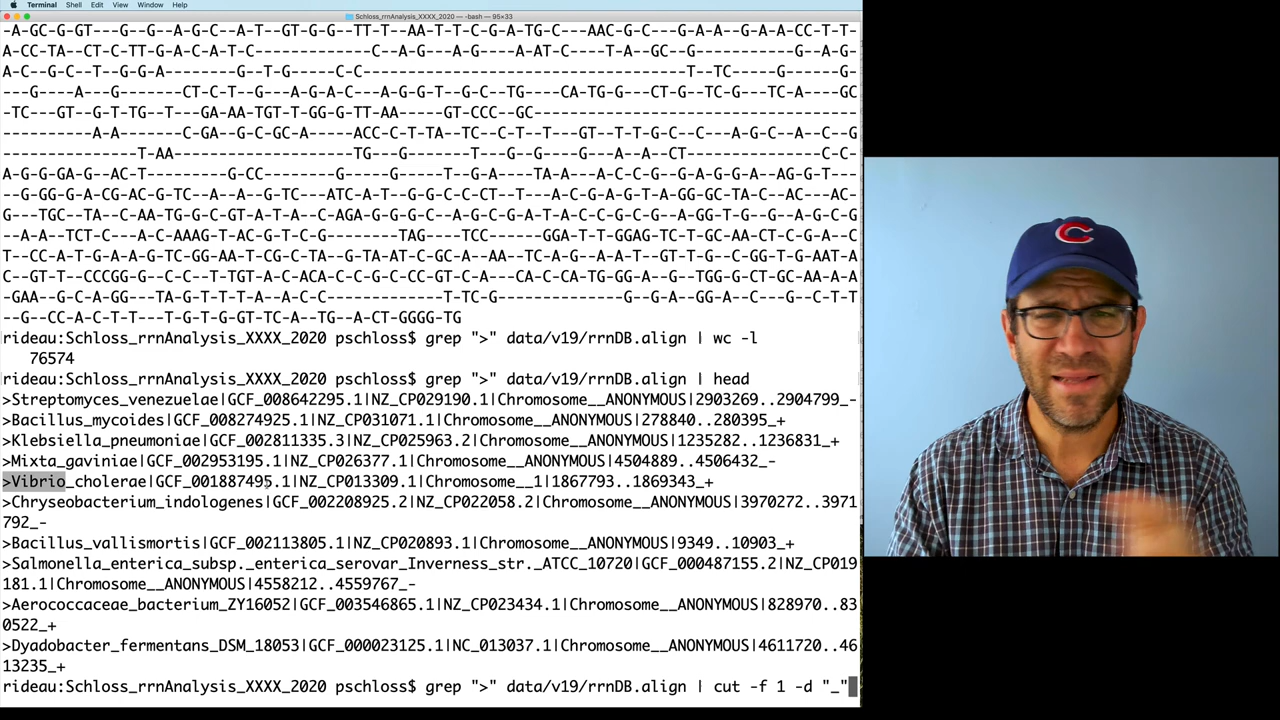 Terminal Shell Edit View Window Help
Schloss_rrnAnalysis_XXXX_2020 — -bash — 95×33
-A-GC-G-GT---G--G--A-G-C--A-T--GT-G-G--TT-T--AA-T-T-C-G-A-TG-C---AAC-G-C---G-A-A--G-A-A-CC-T-T-
A-CC-TA--CT-C-TT-G-A-C-A-T-C--------------C--A-G---A-G----A-AT-C----T-A--GC--G------------G--A-G-
A-C--G-C--T--G-G-A---------G--T-G-----C-C------------------------------------T--TC-----G------G-
---G----A---G-------CT-C-T--G---A-G-A-C----A-G-G-T--G-C--TG----CA-TG-G---CT-G--TC-G---TC-A----GC
-TC---GT--G-T-TG--T---GA-AA-TGT-T-GG-G-TT-AA-----GT-CCC--GC------------------------------------
----------A-A-------C-GA--G-C-GC-A-----ACC-C-T-TA--TC--C-T--T---GT--T-T-G-C--C---A-G-C--A--C--G
---------------T-AA--------------------TG---G-------T---G--G----G---A--A--CT---------------C-C-
A-G-G-GA-G--AC-T---------G-CC--------G-----G----T--G-A---TA-A---A-C-C-G--G-A-G-G-A--AG-G-T----
--G-GG-G-A-CG-AC-G-TC--A-A--G-TC---ATC-A-T--G-G-C-C-CT--T---A-C-G-A-G-T-A-GG-GC-TA-C--AC---AC-
G---TGC--TA--C-AA-TG-G-C-GT-A-T-A--C-AGA-G-G-G-C--A-G-C-G-A-T-A-C-C-G-C-G--A-GG-T-G--G--A-G-C-G
--A-A--TCT-C---A-C-AAAG-T-AC-GT-C-G--------TAG----TCC------GGA-T-T-GGAG-TC-T-GC-AA-CT-C-G-A--C
T--CC-A-T-G-A-A-G-TC-GG-AA-T-CG-C-TA--G-TA-AT-C-GC-A--AA--TC-A-G--A-A-T--GT-T-G--C-GG-T-G-AAT-A
C--GT-T--CCCGG-G--C-C--T-TGT-A-C-ACA-C-C-G-C-CC-GT-C-A---CA-C-CA-TG-GG-A--G--TGG-G-CT-GC-AA-A-A
-GAA--G-C-A-GG---TA-G-T-T-T-A--A-C-C-------------T-TC-G--------------G--G-A--GG-A--C---G--C-T-T
--G--CC-A-C-T-T---T-G-T-G-GT-TC-A--TG--A-CT-GGGG-TG
rideau:Schloss_rrnAnalysis_XXXX_2020 pschloss$ grep ">" data/v19/rrnDB.align | wc -l
76574
rideau:Schloss_rrnAnalysis_XXXX_2020 pschloss$ grep ">" data/v19/rrnDB.align | head
>Streptomyces_venezuelae|GCF_008642295.1|NZ_CP029190.1|Chromosome__ANONYMOUS|2903269..2904799_-
>Bacillus_mycoides|GCF_008274925.1|NZ_CP031071.1|Chromosome__ANONYMOUS|278840..280395_+
>Klebsiella_pneumoniae|GCF_002811335.3|NZ_CP025963.2|Chromosome__ANONYMOUS|1235282..1236831_+
>Mixta_gaviniae|GCF_002953195.1|NZ_CP026377.1|Chromosome__ANONYMOUS|4504889..4506432_-
>Vibrio_cholerae|GCF_001887495.1|NZ_CP013309.1|Chromosome__1|1867793..1869343_+
>Chryseobacterium_indologenes|GCF_002208925.2|NZ_CP022058.2|Chromosome__ANONYMOUS|3970272..3971
792_-
>Bacillus_vallismortis|GCF_002113805.1|NZ_CP020893.1|Chromosome__ANONYMOUS|9349..10903_+
>Salmonella_enterica_subsp._enterica_serovar_Inverness_str._ATCC_10720|GCF_000487155.2|NZ_CP019
181.1|Chromosome__ANONYMOUS|4558212..4559767_-
>Aerococcaceae_bacterium_ZY16052|GCF_003546865.1|NZ_CP023434.1|Chromosome__ANONYMOUS|828970..83
0522_+
>Dyadobacter_fermentans_DSM_18053|GCF_000023125.1|NC_013037.1|Chromosome__ANONYMOUS|4611720..46
13235_+
rideau:Schloss_rrnAnalysis_XXXX_2020 pschloss$ grep ">" data/v19/rrnDB.align | cut -f 1 -d "_"
C